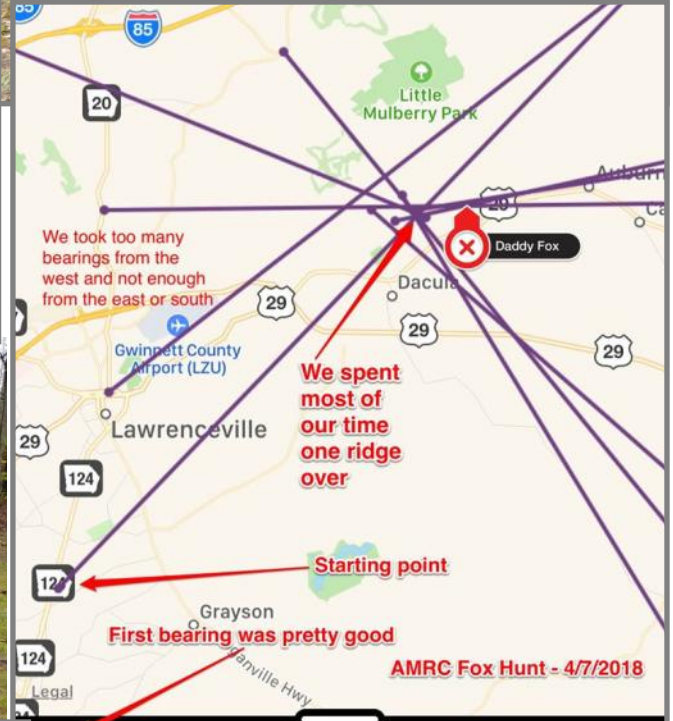 85
85
20
Little
Mulberry Park
Auburn
29
We took too many
bearings from the
west and not enough
from the east or south
Daddy Fox
Dacula
29
29
29
Gwinnett County
Airport (LZU)
We spent
most of
our time
one ridge
over
Lawrenceville
29
124
Starting point
124
Grayson
First bearing was pretty good
124
AMRC Fox Hunt - 4/7/2018
Legal